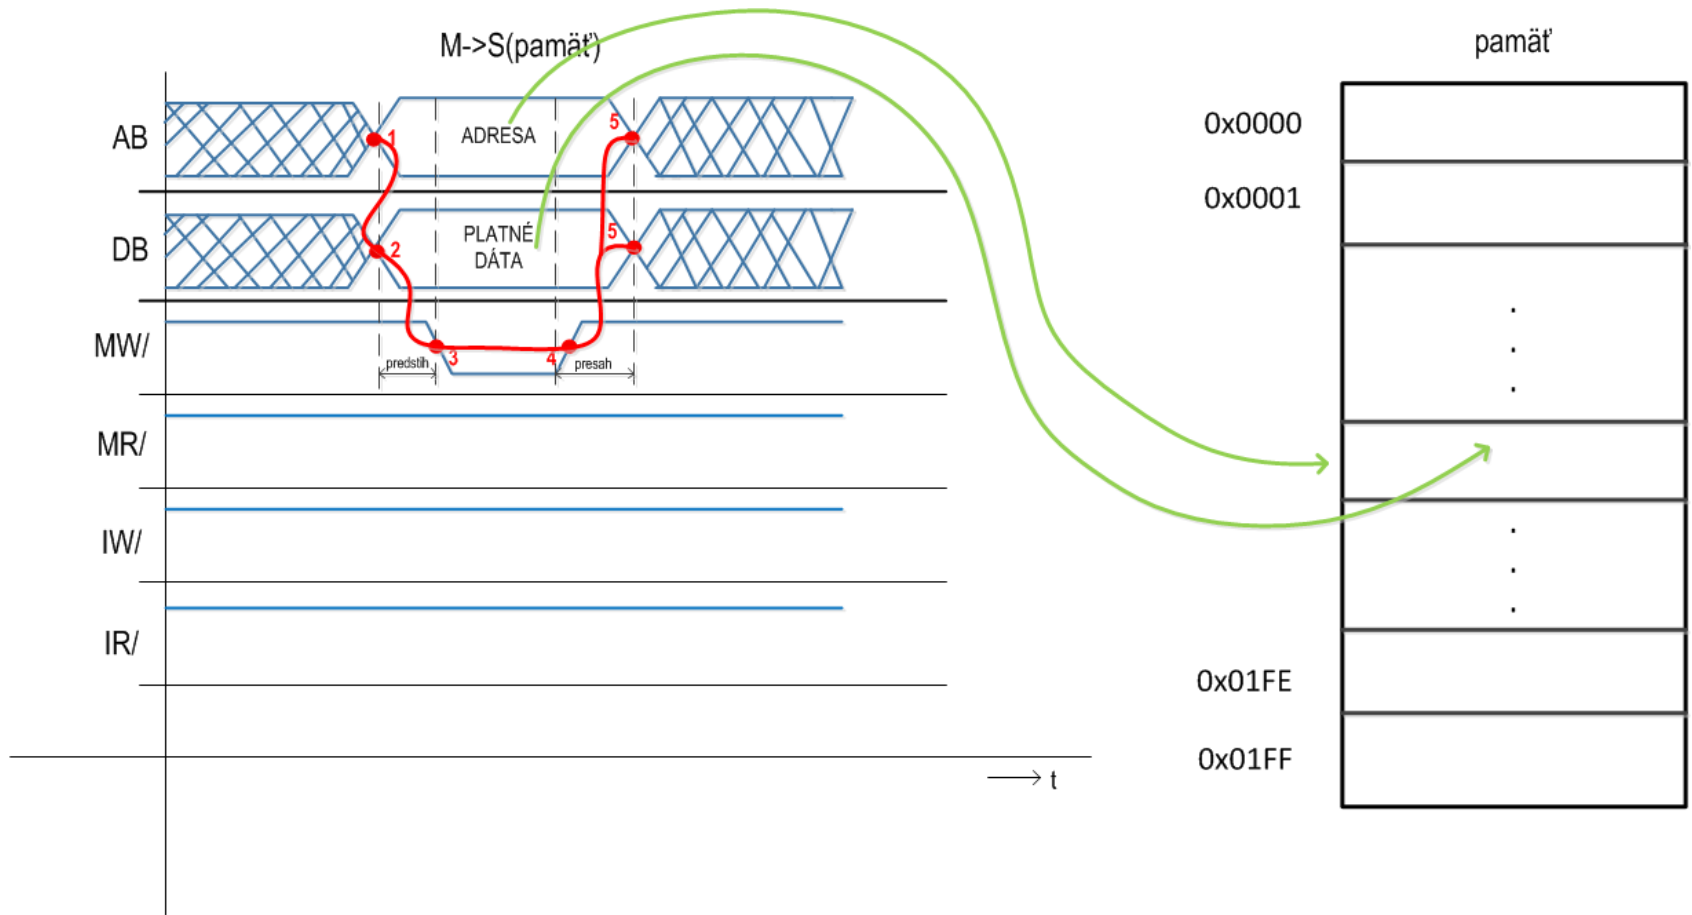 M->S(pamäť)
pamäť
AB
1
ADRESA
5
0x0000
0x0001
DB
2
PLATNÉ
DÁTA
5
.
.
.
MW/
3
4
predstih
presah
MR/
IW/
.
.
.
IR/
0x01FE
0x01FF
t